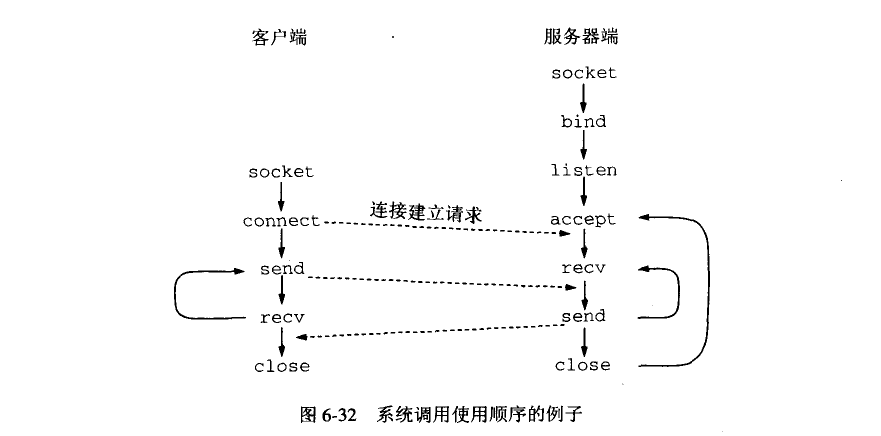 客户端 服务器端
socket
bind
socket listen
connect 连接建立请求 accept
send recv
recv send
close close
图 6-32 系统调用使用顺序的例子